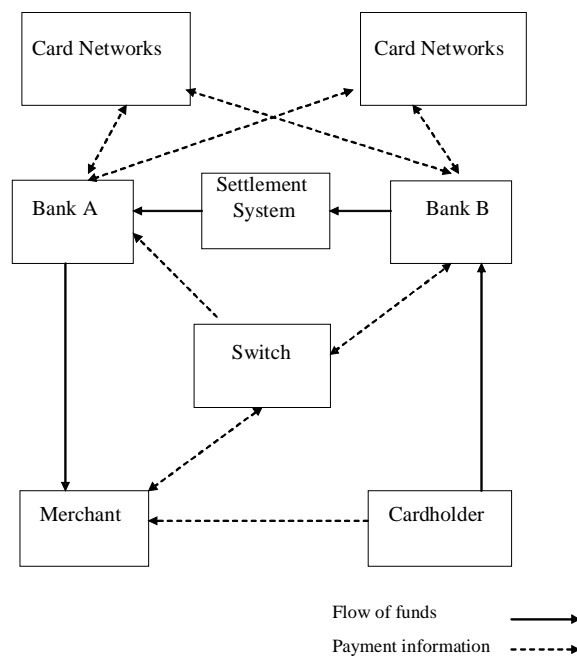 Card Networks
Card Networks
Bank A
Settlement
System
Bank B
Switch
Merchant
Cardholder
Flow of funds
Payment information